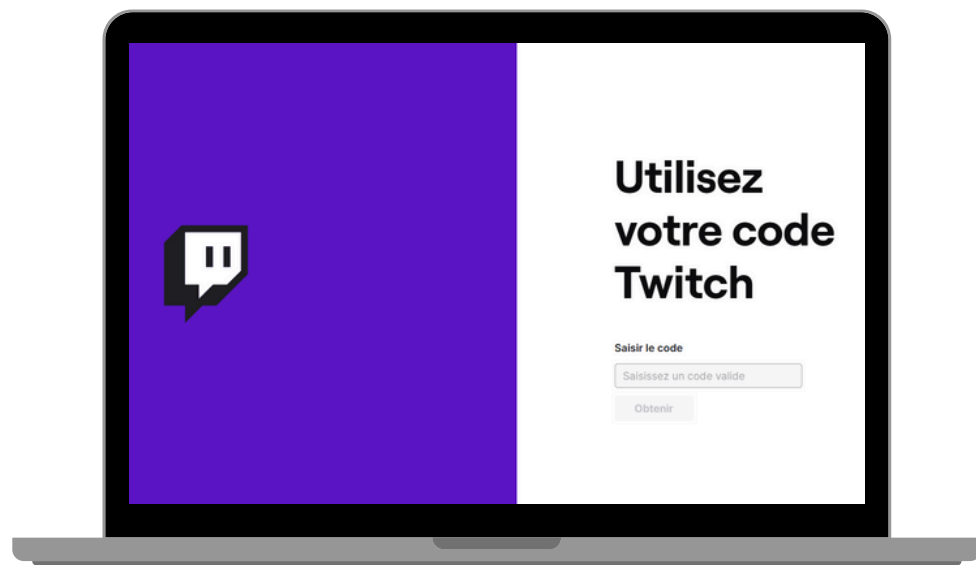 Utilisez
votre code
Twitch
Saisir le code
Saisissez un code valide
Obtenir